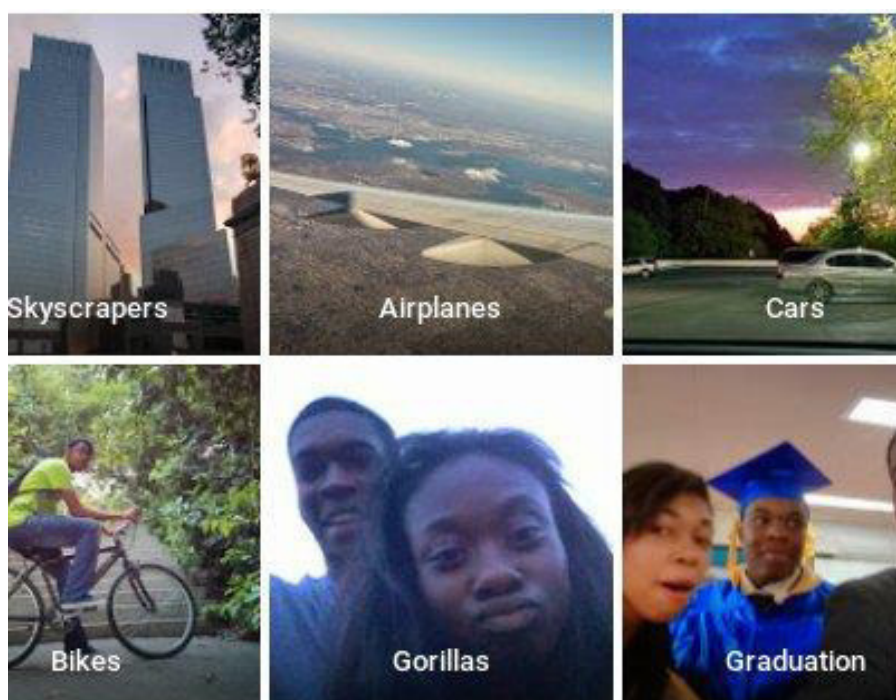 Skyscrapers
Airplanes
Cars
Bikes
Gorillas
Graduation